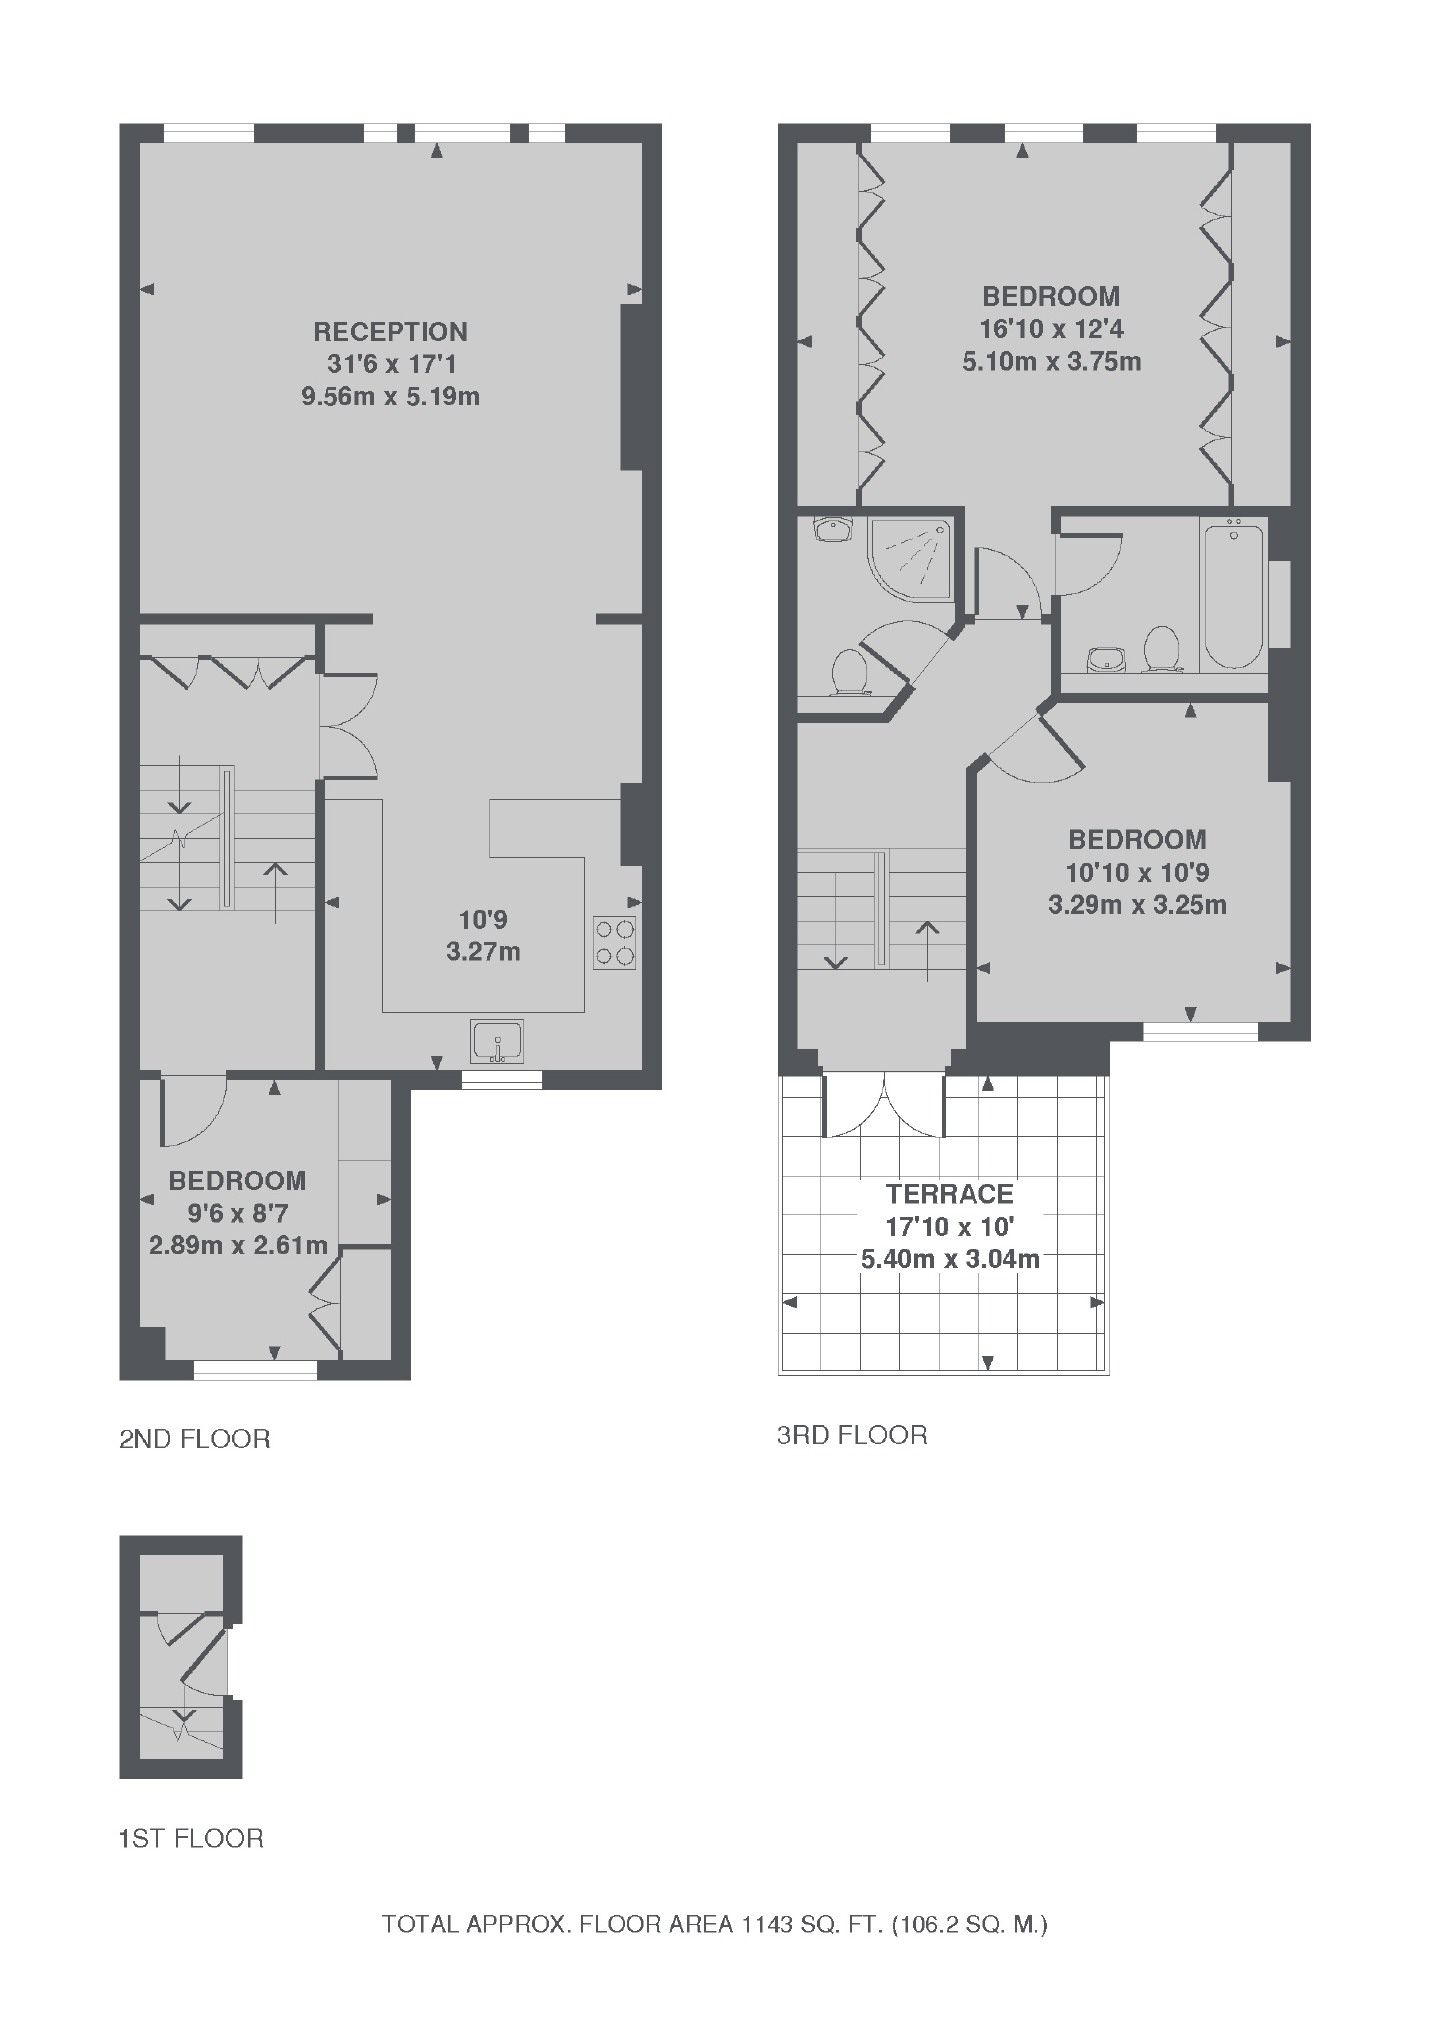 RECEPTION
31'6 x 17'1
9.56m x 5.19m
10'9
3.27m
BEDROOM
9'6 x 8'7
2.89m x 2.61m
2ND FLOOR
BEDROOM
16'10 x 12'4
5.10m x 3.75m
BEDROOM
10'10 x 10'9
3.29m x 3.25m
TERRACE
17'10 x 10'
5.40m x 3.04m
3RD FLOOR
1ST FLOOR
TOTAL APPROX. FLOOR AREA 1143 SQ. FT. (106.2 SQ. M.)